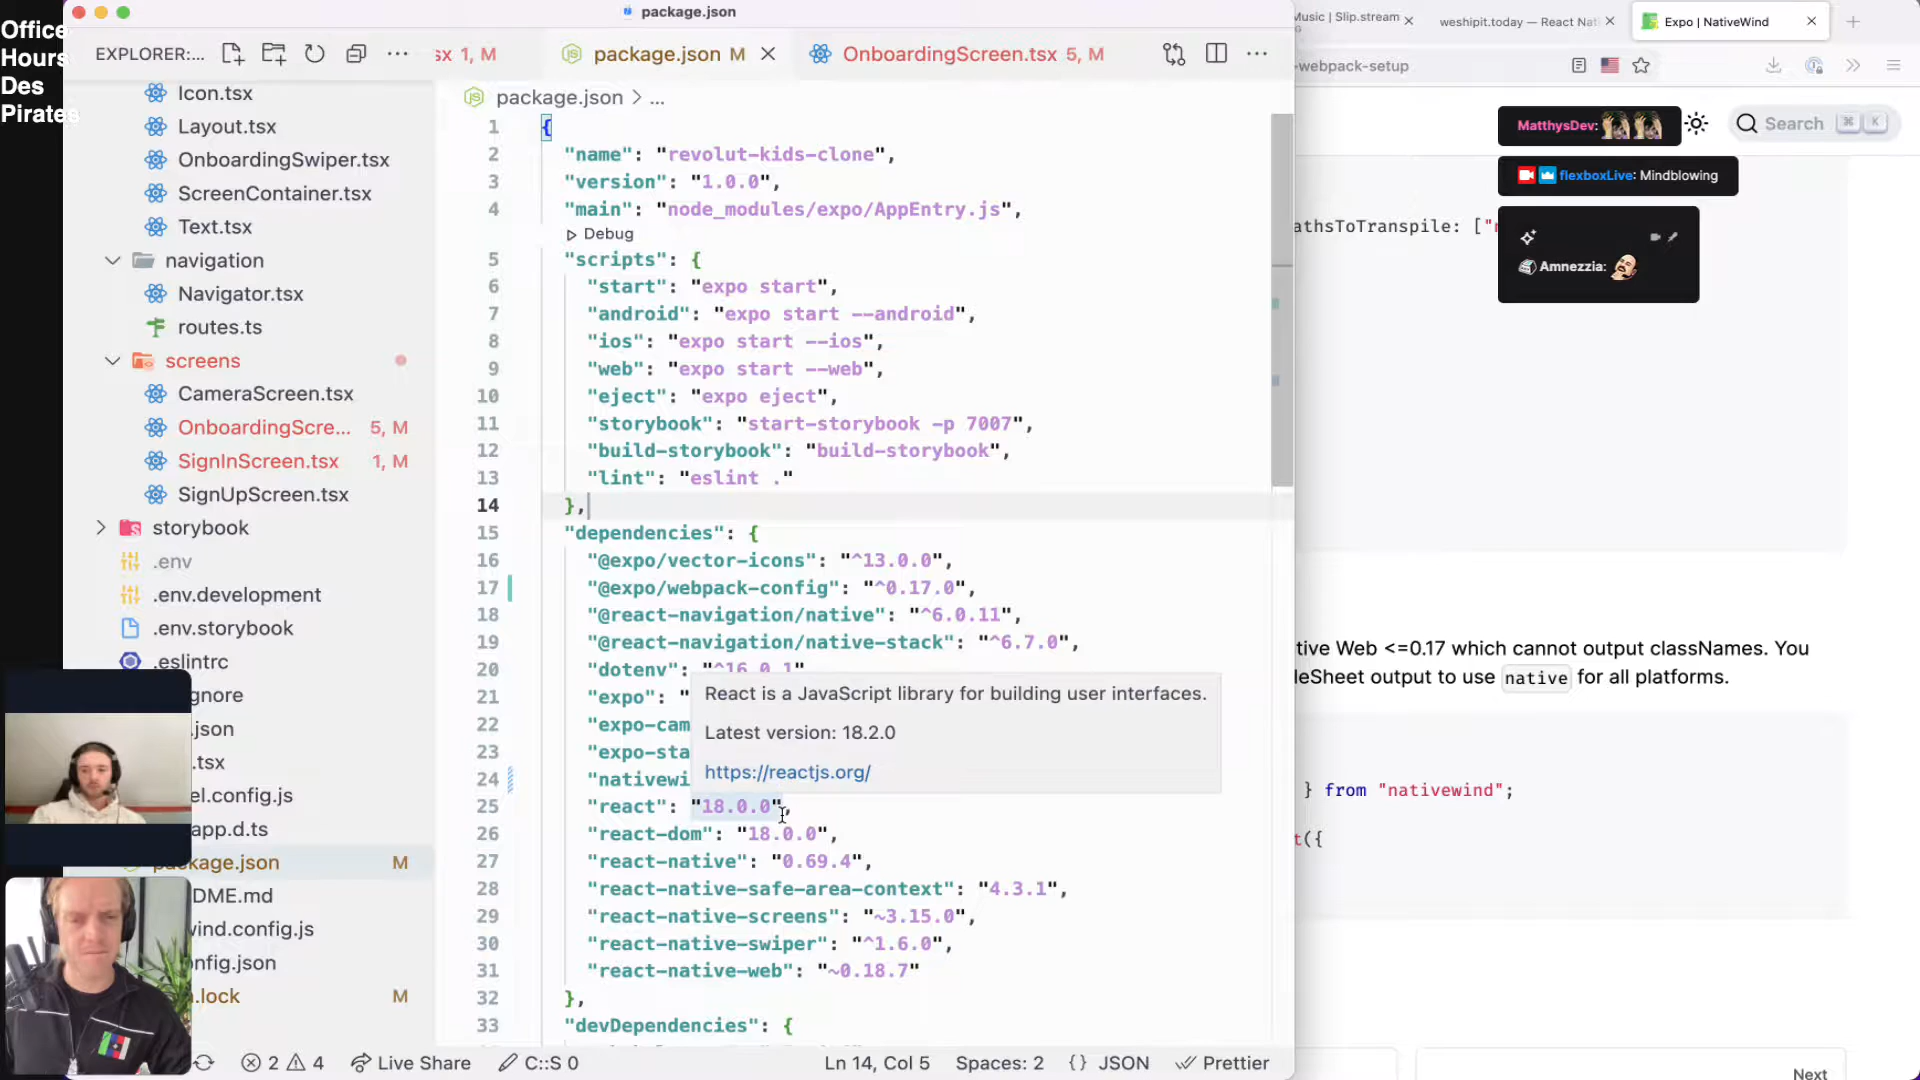 Office
Hours
Des
Pirates
package.json
EXPLORER:...
sx 1, M
package.json M
OnboardingScreen.tsx 5, M
Icon.tsx
Layout.tsx
OnboardingSwiper.tsx
ScreenContainer.tsx
Text.tsx
navigation
Navigator.tsx
routes.ts
screens
CameraScreen.tsx
OnboardingScre... 5, M
SignInScreen.tsx 1, M
SignUpScreen.tsx
storybook
.env
.env.development
.env.storybook
.eslintrc
gnore
.json
.tsx
el.config.js
app.d.ts
package.json M
DME.md
wind.config.js
nfig.json
n.lock M
package.json > ...
1 {
2 "name": "revolut-kids-clone",
3 "version": "1.0.0",
4 "main": "node_modules/expo/AppEntry.js",
Debug
5 "scripts": {
6 "start": "expo start",
7 "android": "expo start --android",
8 "ios": "expo start --ios",
9 "web": "expo start --web",
10 "eject": "expo eject",
11 "storybook": "start-storybook -p 7007",
12 "build-storybook": "build-storybook",
13 "lint": "eslint ."
14 },
15 "dependencies": {
16 "@expo/vector-icons": "^13.0.0",
17 "@expo/webpack-config": "^0.17.0",
18 "@react-navigation/native": "^6.0.11",
19 "@react-navigation/native-stack": "^6.7.0",
20 "dotenv": "^16.0.1"
21 "expo": "
22 "expo-cam
23 "expo-sta
24 "nativewi
25 "react": "18.0.0",
26 "react-dom": "18.0.0",
27 "react-native": "0.69.4",
28 "react-native-safe-area-context": "4.3.1",
29 "react-native-screens": "~3.15.0",
30 "react-native-swiper": "^1.6.0",
31 "react-native-web": "~0.18.7"
32 },
33 "devDependencies": {
React is a JavaScript library for building user interfaces.
Latest version: 18.2.0
https://reactjs.org/
2 4 Live Share C::S 0 Ln 14, Col 5 Spaces: 2 {} JSON Prettier
Music | Slip.stream
weshipit.today — React Nat
Expo | NativeWind
-webpack-setup
MatthysDev:
Search ⌘ K
flexboxLive: Mindblowing
Amnezzia:
athsToTranspile: ["
tive Web <=0.17 which cannot output classNames. You
leSheet output to use native for all platforms.
} from "nativewind";
t({
Next